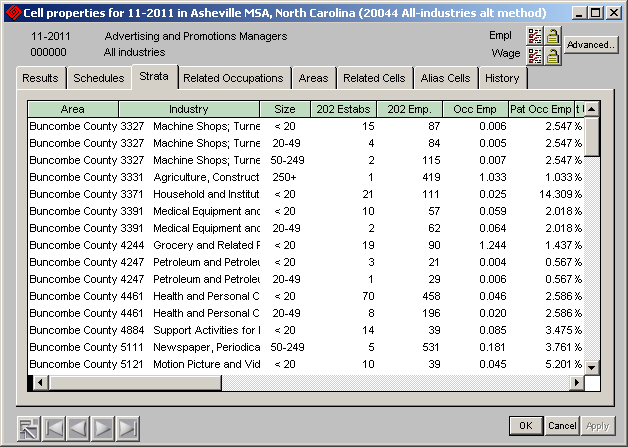 Cell properties for 11-2011 in Asheville MSA, North Carolina (20044 All-industries alt method)
11-2011 Advertising and Promotions Managers Empl
000000 All industries Wage Advanced..
Results Schedules Strata Related Occupations Areas Related Cells Alias Cells History
Area Industry Size 202 Estabs 202 Emp. Occ Emp Pat Occ Emp
Buncombe County 3327 Machine Shops; Turne < 20 15 87 0.006 2.547 %
Buncombe County 3327 Machine Shops; Turne 20-49 4 84 0.005 2.547 %
Buncombe County 3327 Machine Shops; Turne 50-249 2 115 0.007 2.547 %
Buncombe County 3331 Agriculture, Construct 250+ 1 419 1.033 1.033 %
Buncombe County 3371 Household and Institut < 20 21 111 0.025 14.309 %
Buncombe County 3391 Medical Equipment and < 20 10 57 0.059 2.018 %
Buncombe County 3391 Medical Equipment and 20-49 2 62 0.064 2.018 %
Buncombe County 4244 Grocery and Related P < 20 19 90 1.244 1.437 %
Buncombe County 4247 Petroleum and Petroleu < 20 3 21 0.004 0.567 %
Buncombe County 4247 Petroleum and Petroleu 20-49 1 29 0.006 0.567 %
Buncombe County 4461 Health and Personal C < 20 70 458 0.046 2.586 %
Buncombe County 4461 Health and Personal C 20-49 8 196 0.020 2.586 %
Buncombe County 4884 Support Activities for < 20 14 39 0.085 3.475 %
Buncombe County 5111 Newspaper, Periodica 50-249 5 531 0.181 3.761 %
Buncombe County 5121 Motion Picture and Vid < 20 10 39 0.045 5.201 %
OK Cancel Apply